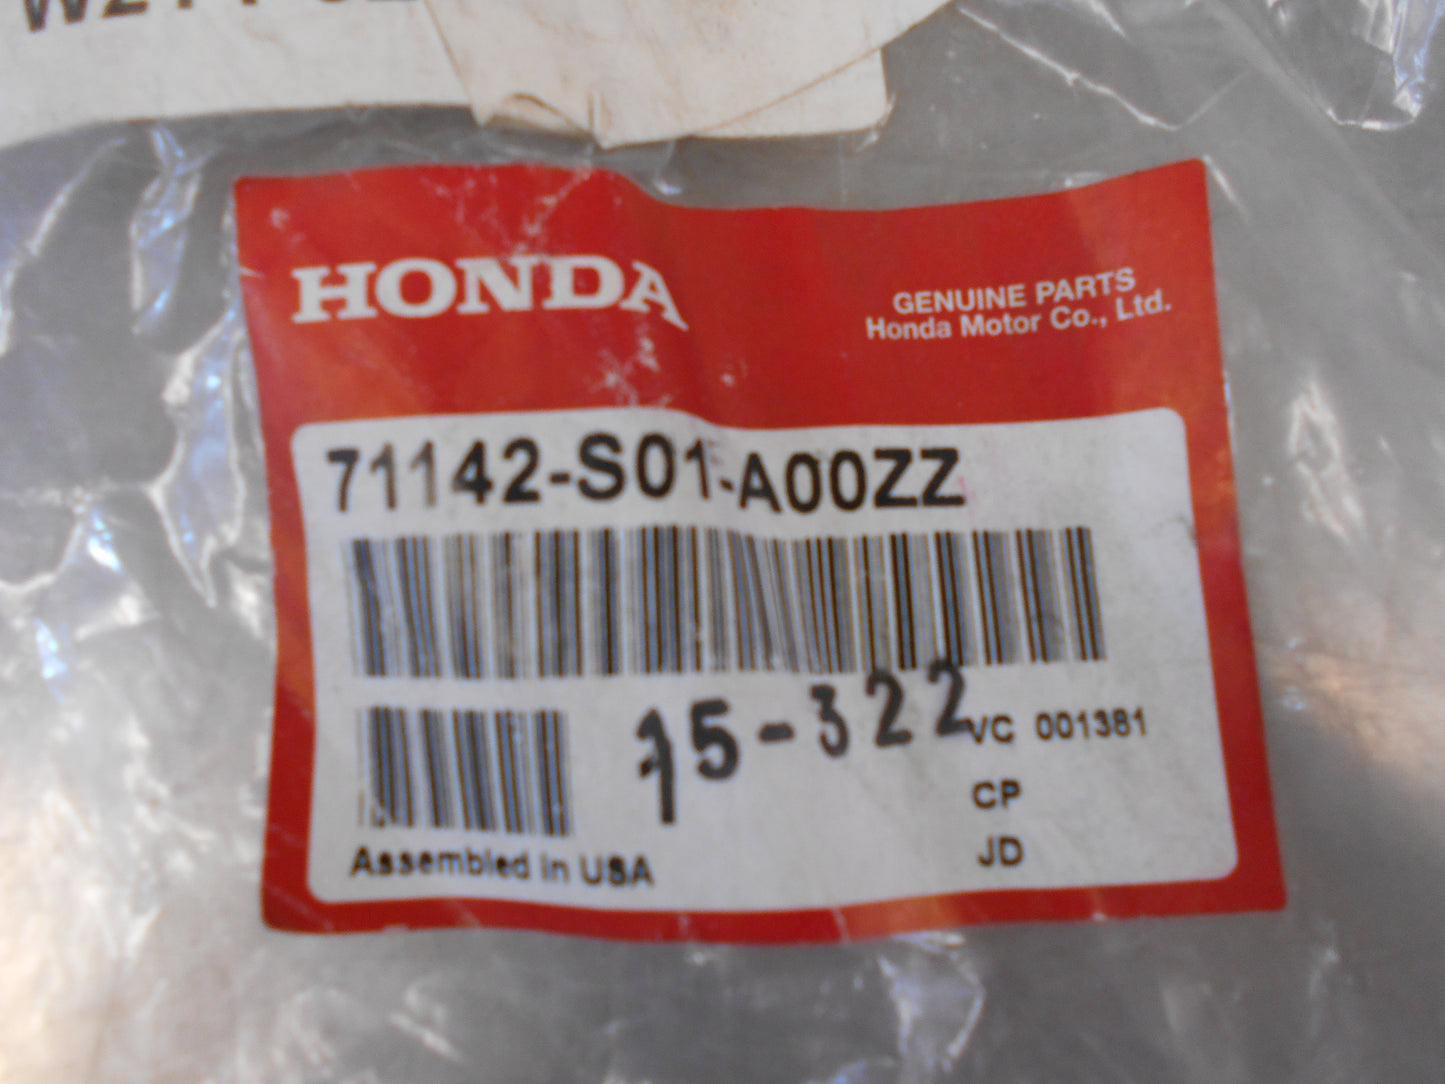 HONDA
GENUINE PARTS
Honda Motor Co., Ltd.
71142-S01-A00ZZ
15-322
VC 001381
CP
JD
Assembled in USA